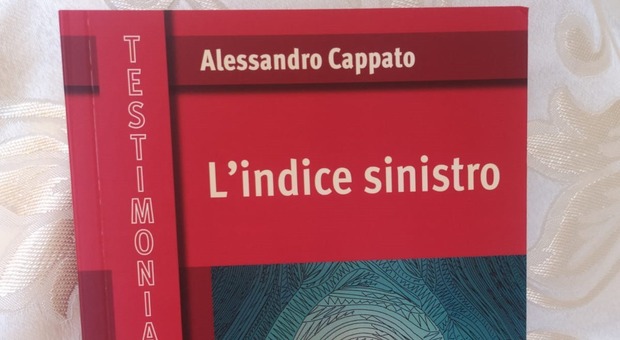 Alessandro Cappato
L'indice sinistro
TESTIMONIA